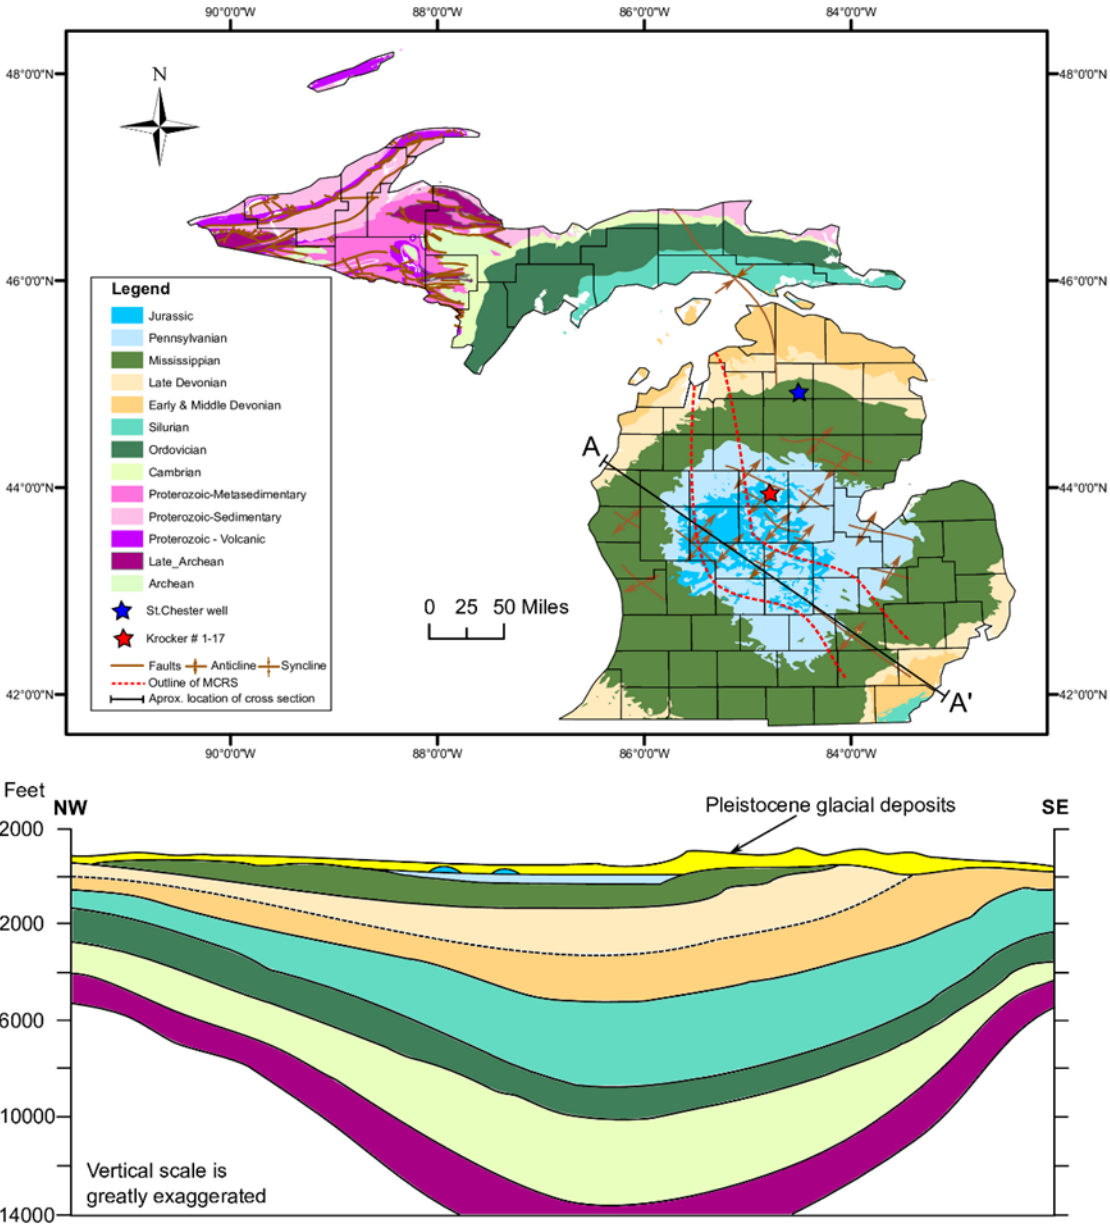 90°0'0"W 88°0'0"W 86°0'0"W 84°0'0"W
48°0'0"N
48°0'0"N
N
46°0'0"N
46°0'0"N
Legend
Jurassic
Pennsylvanian
Mississippian
Late Devonian
Early & Middle Devonian
Silurian
Ordovician
Cambrian
Proterozoic-Metasedimentary
Proterozoic-Sedimentary
Proterozoic - Volcanic
Late_Archean
Archean
St.Chester well
Krocker # 1-17
Faults Anticline Syncline
Outline of MCRS
Aprox. location of cross section
A
44°0'0"N
44°0'0"N
0 25 50 Miles
42°0'0"N
42°0'0"N
A'
90°0'0"W 88°0'0"W 86°0'0"W 84°0'0"W
Feet
NW
Pleistocene glacial deposits
SE
2000
2000
6000
10000
14000
Vertical scale is
greatly exaggerated